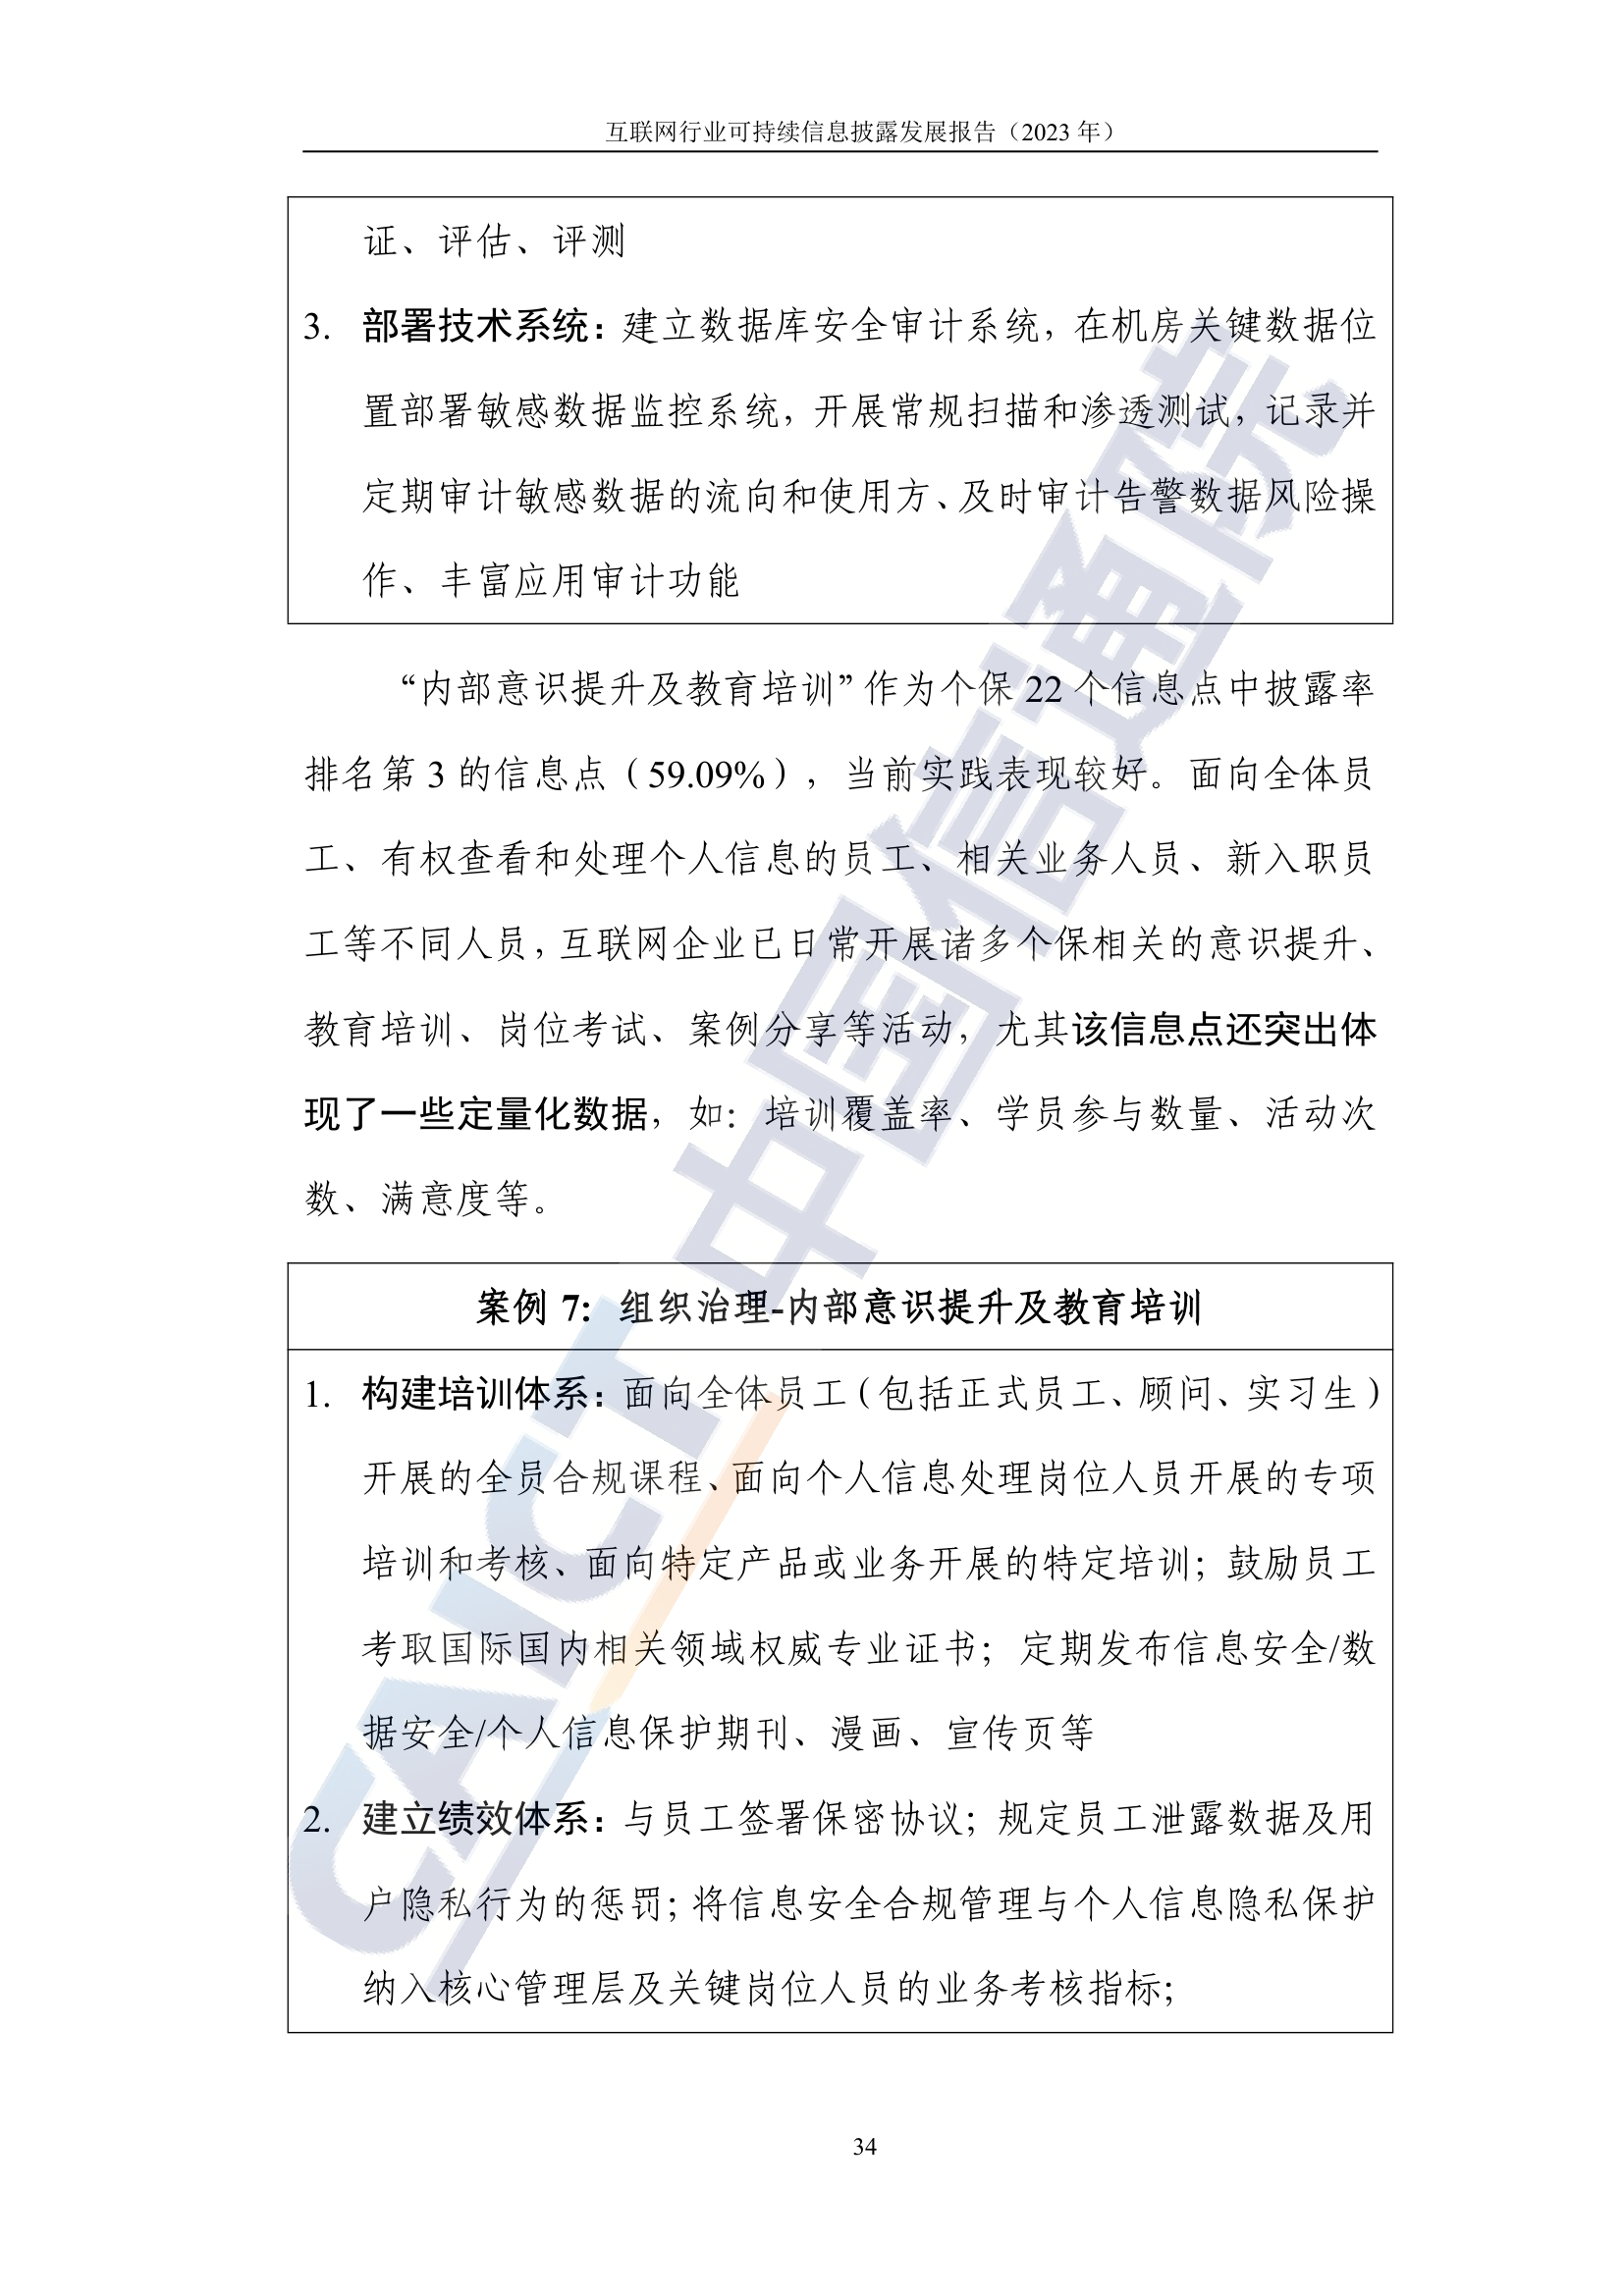 互联网行业可持续信息披露发展报告（2023 年）
证、评估、评测
3. 部署技术系统：建立数据库安全审计系统，在机房关键数据位
置部署敏感数据监控系统，开展常规扫描和渗透测试，记录并
定期审计敏感数据的流向和使用方、及时审计告警数据风险操
作、丰富应用审计功能
“内部意识提升及教育培训”作为个保 22 个信息点中披露率
排名第 3 的信息点（59.09%），当前实践表现较好。面向全体员
工、有权查看和处理个人信息的员工、相关业务人员、新入职员
工等不同人员，互联网企业已日常开展诸多个保相关的意识提升、
教育培训、岗位考试、案例分享等活动，尤其该信息点还突出体
现了一些定量化数据，如：培训覆盖率、学员参与数量、活动次
数、满意度等。
案例 7：组织治理-内部意识提升及教育培训
1. 构建培训体系：面向全体员工（包括正式员工、顾问、实习生）
开展的全员合规课程、面向个人信息处理岗位人员开展的专项
培训和考核、面向特定产品或业务开展的特定培训；鼓励员工
考取国际国内相关领域权威专业证书；定期发布信息安全/数
据安全/个人信息保护期刊、漫画、宣传页等
2. 建立绩效体系：与员工签署保密协议；规定员工泄露数据及用
户隐私行为的惩罚；将信息安全合规管理与个人信息隐私保护
纳入核心管理层及关键岗位人员的业务考核指标；
34
CAICT 中国信通院